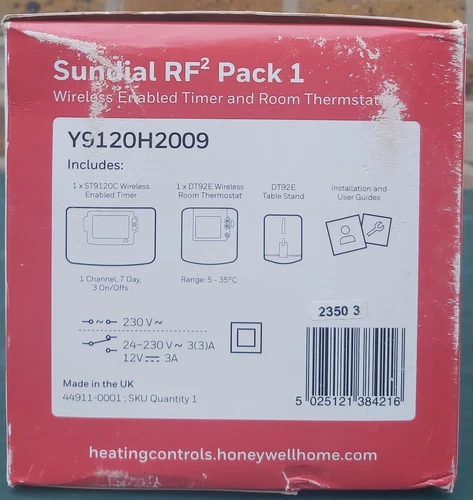 Sundial RF² Pack 1
Wireless Enabled Timer and Room Thermostat
Y9120H2009
Includes:
1 x ST9120C Wireless
Enabled Timer
1 x DT92E Wireless
Room Thermostat
DT92E
Table Stand
Installation and
User Guides
1 Channel, 7 Day,
3 On/Offs
Range: 5 - 35°C
2350 3
230 V ~
24-230 V ~ 3(3)A
12V ⎓ 3A
Made in the UK
44911-0001 ; SKU Quantity 1
5 025121 384216
heatingcontrols.honeywellhome.com